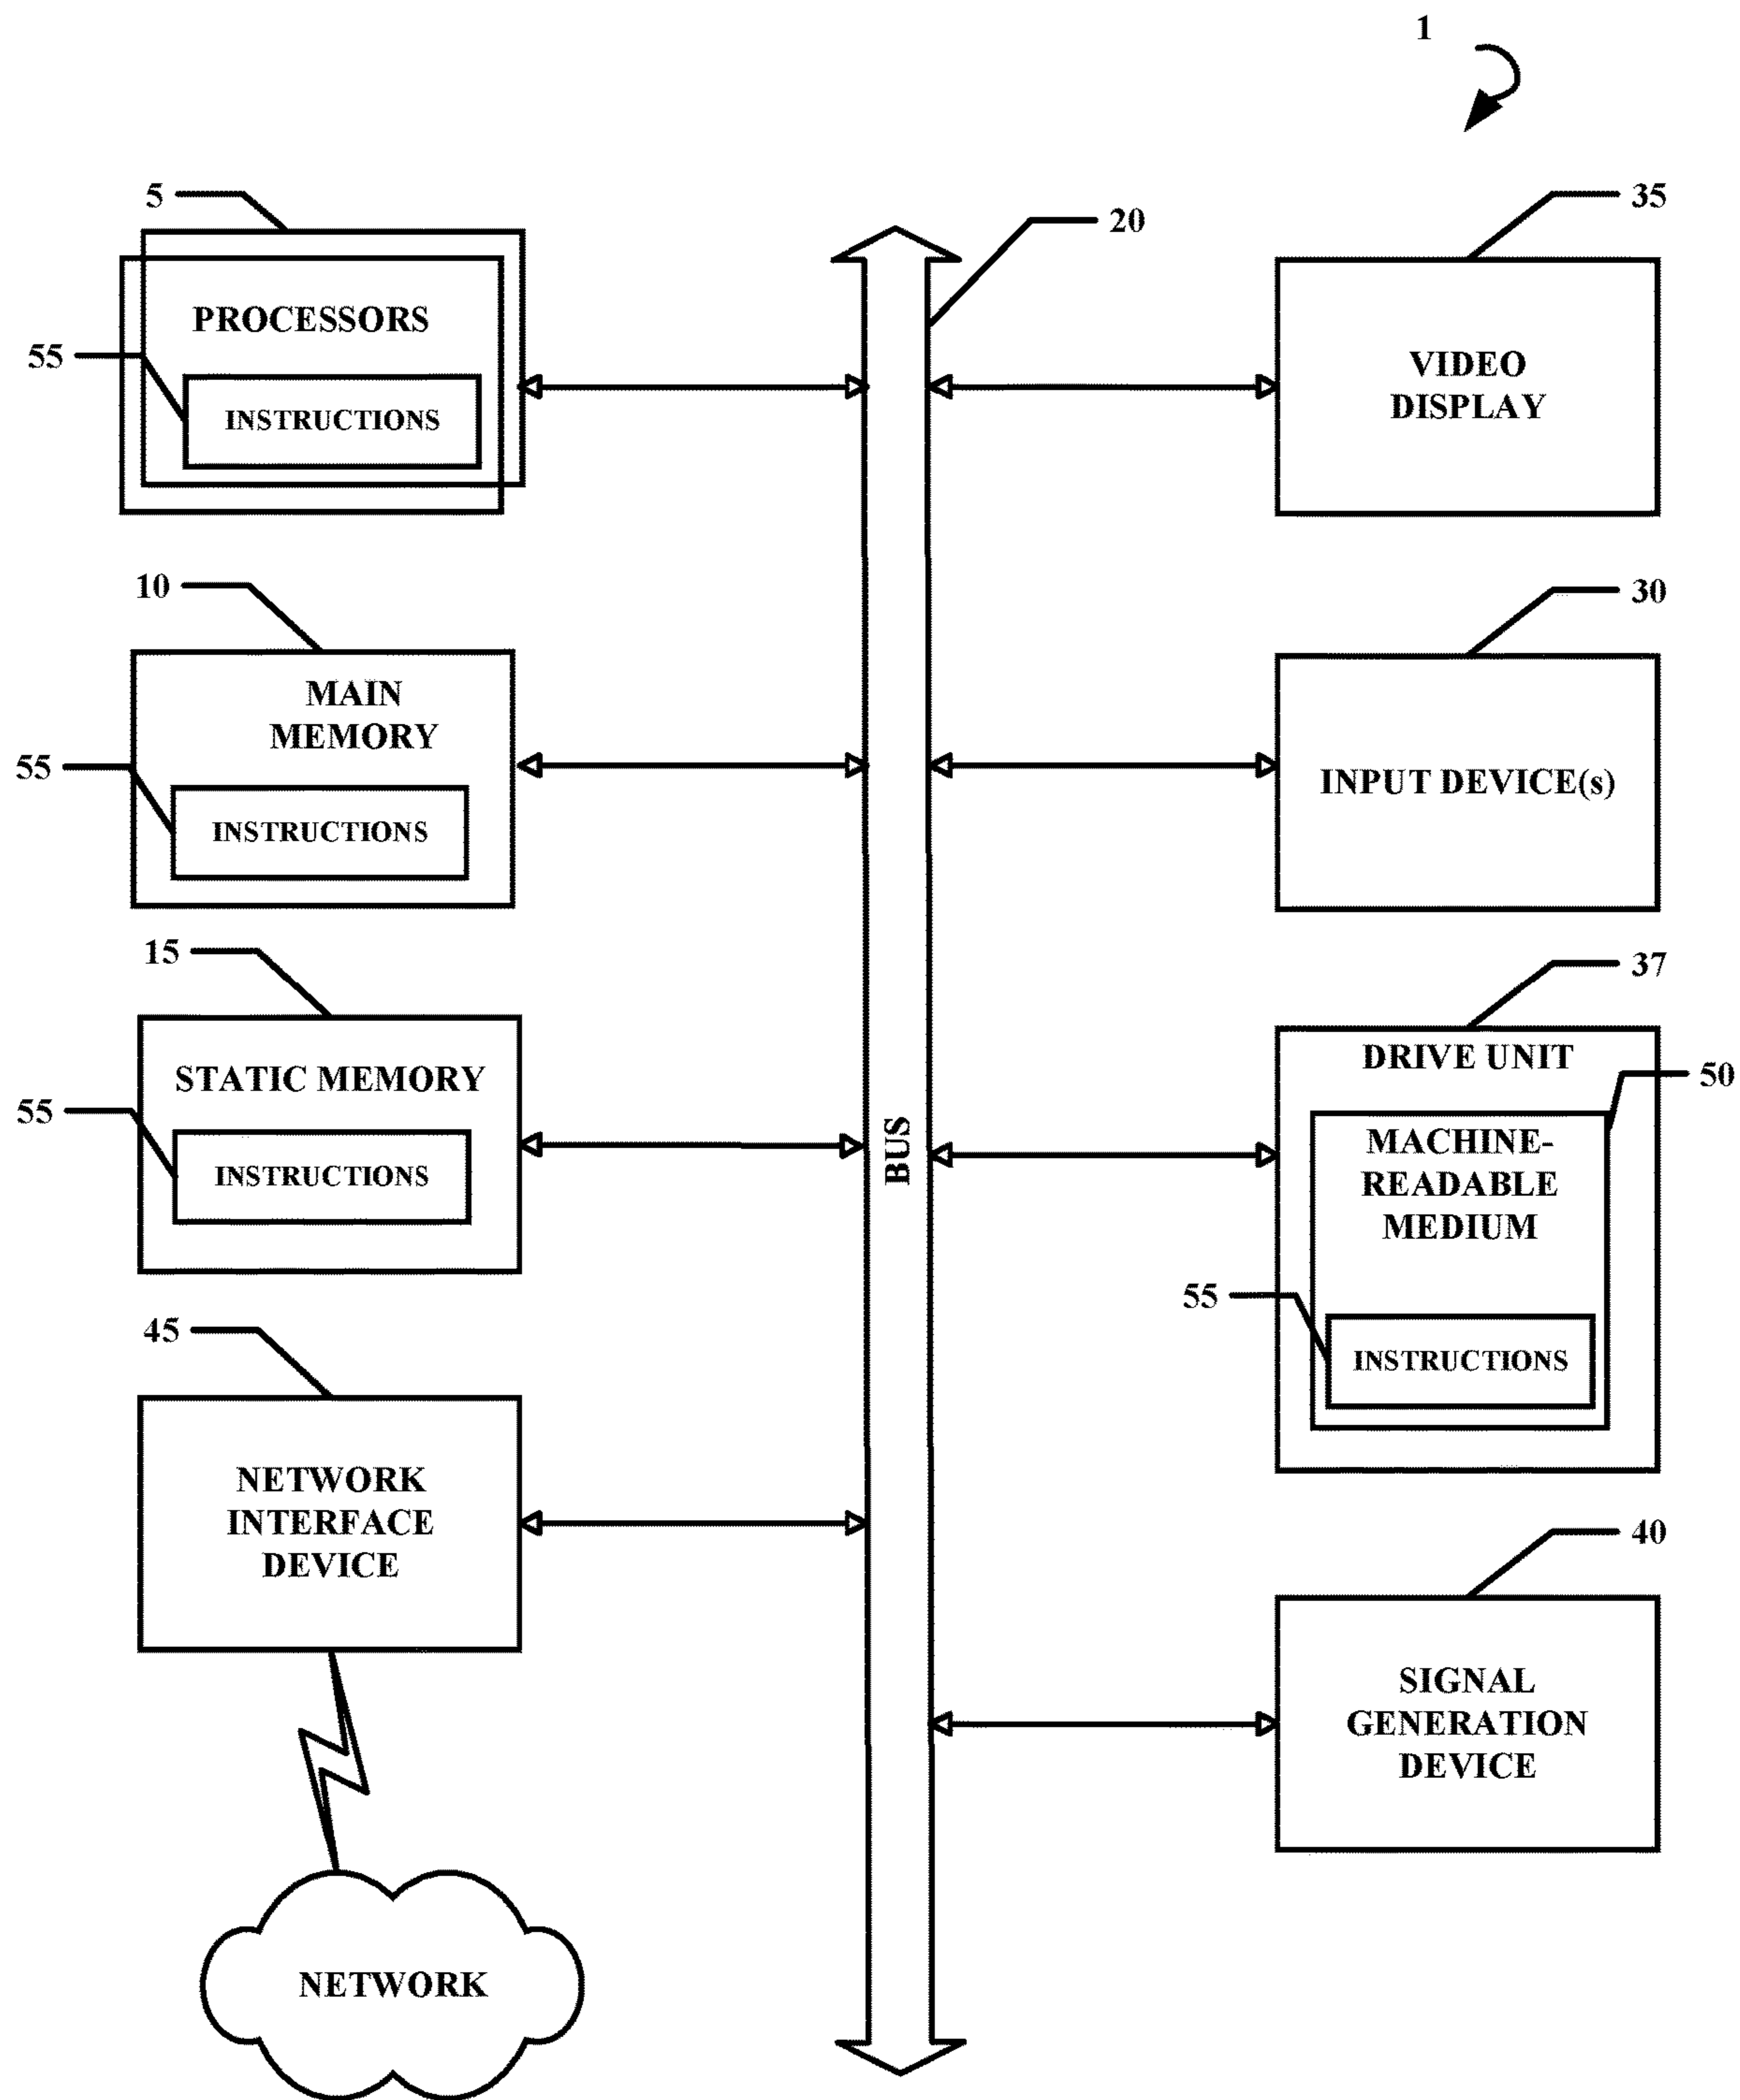 1
5
PROCESSORS
55
INSTRUCTIONS
10
MAIN
MEMORY
55
INSTRUCTIONS
15
STATIC MEMORY
55
INSTRUCTIONS
45
NETWORK
INTERFACE
DEVICE
NETWORK
20
BUS
35
VIDEO
DISPLAY
30
INPUT DEVICE(s)
37
DRIVE UNIT
50
MACHINE-
READABLE
MEDIUM
55
INSTRUCTIONS
40
SIGNAL
GENERATION
DEVICE